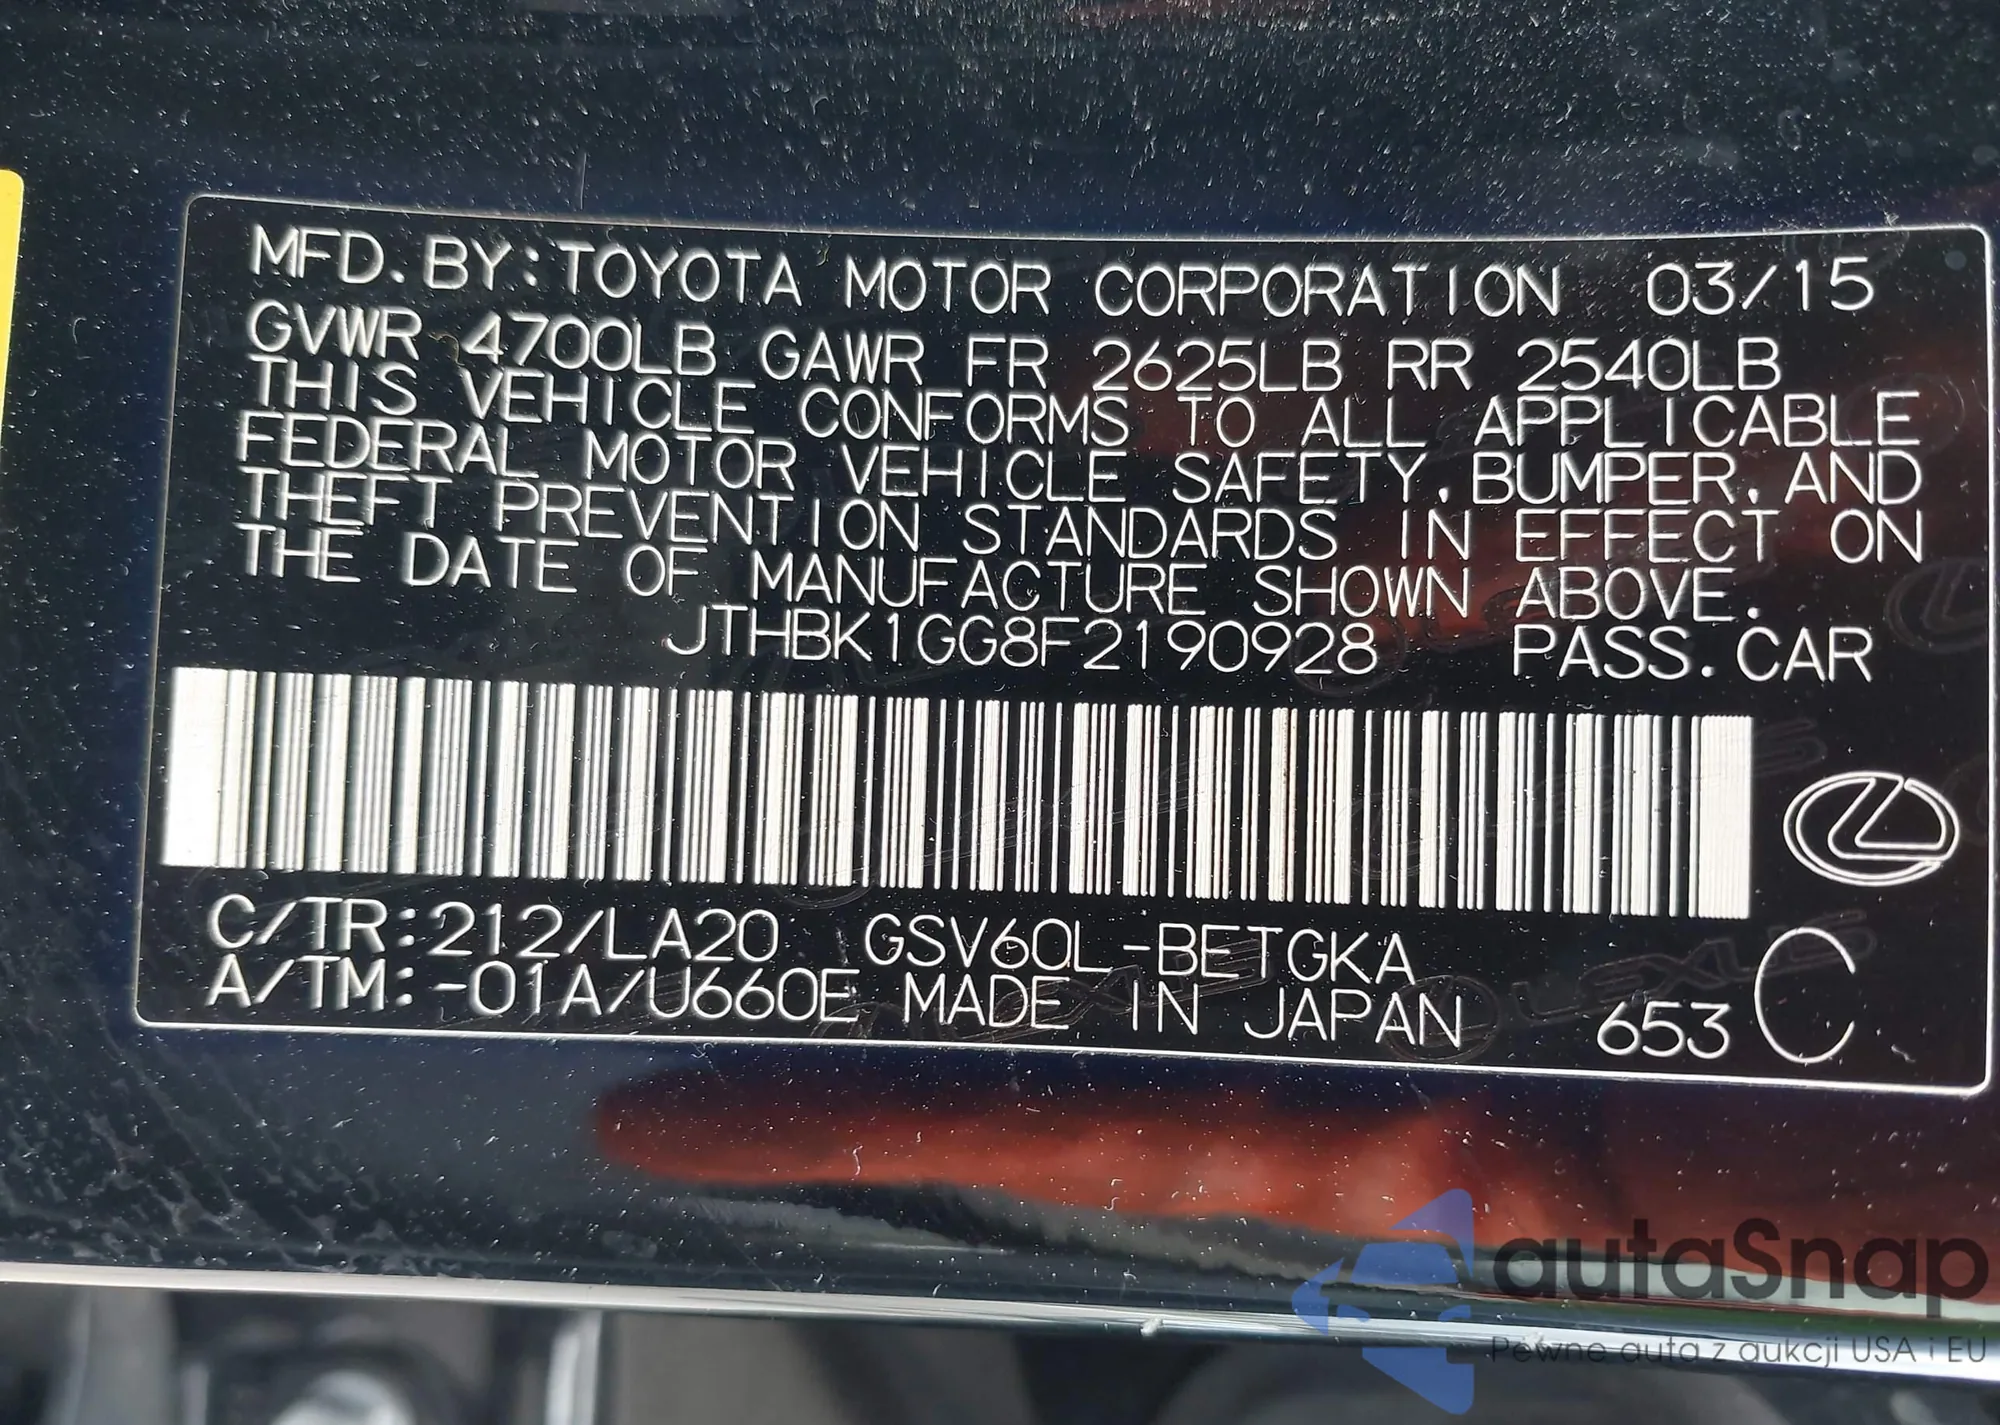 MFD. BY: TOYOTA MOTOR CORPORATION 03/15
GVWR 4700LB GAWR FR 2625LB RR 2540LB
THIS VEHICLE CONFORMS TO ALL APPLICABLE
FEDERAL MOTOR VEHICLE SAFETY, BUMPER, AND
THEFT PREVENTION STANDARDS IN EFFECT ON
THE DATE OF MANUFACTURE SHOWN ABOVE.
JTHBK1GG8F2190928 PASS. CAR
C/TR: 212/LA20 GSV60L-BETGKA
A/TM: -01A/U660E MADE IN JAPAN 653 C
autaSnap
Pewne auta z aukcji USA i EU